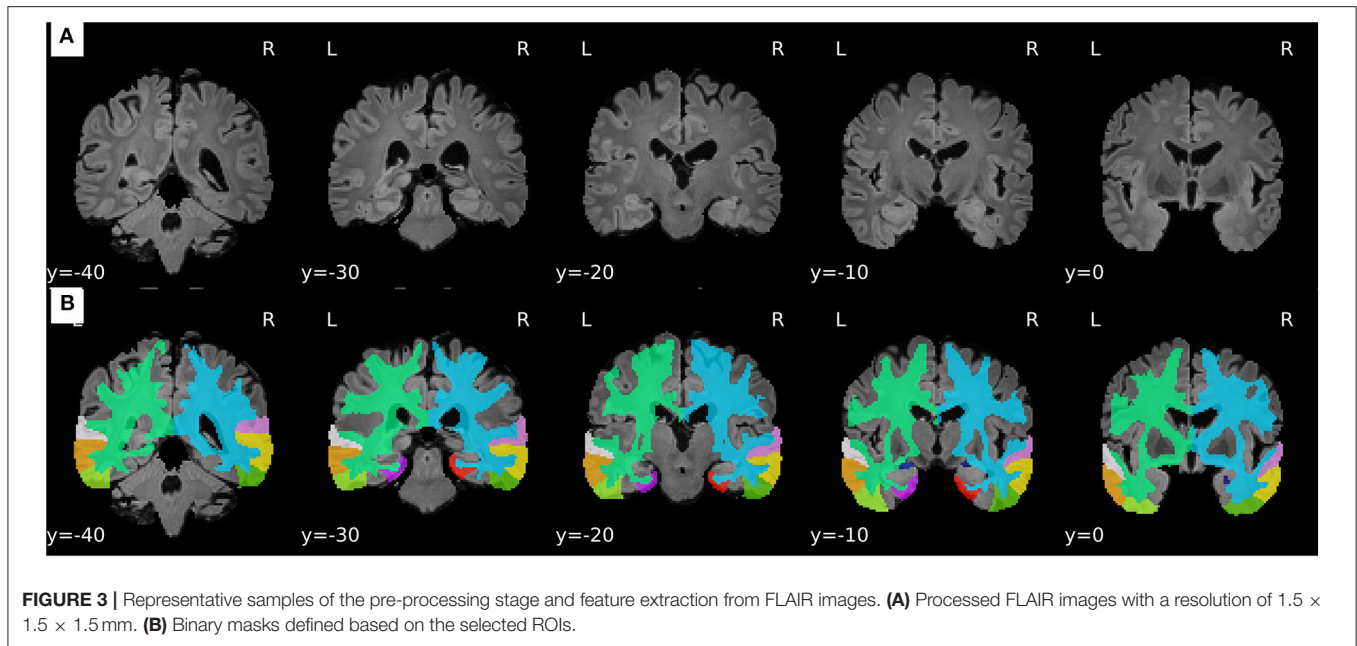 A
L R L R L R L R
R
y=-40 y=-30 y=-20 y=-10 y=0
B
R L R L R L R L R
y=-40 y=-30 y=-20 y=-10 y=0
FIGURE 3 | Representative samples of the pre-processing stage and feature extraction from FLAIR images. (A) Processed FLAIR images with a resolution of 1.5 ×
1.5 × 1.5 mm. (B) Binary masks defined based on the selected ROIs.